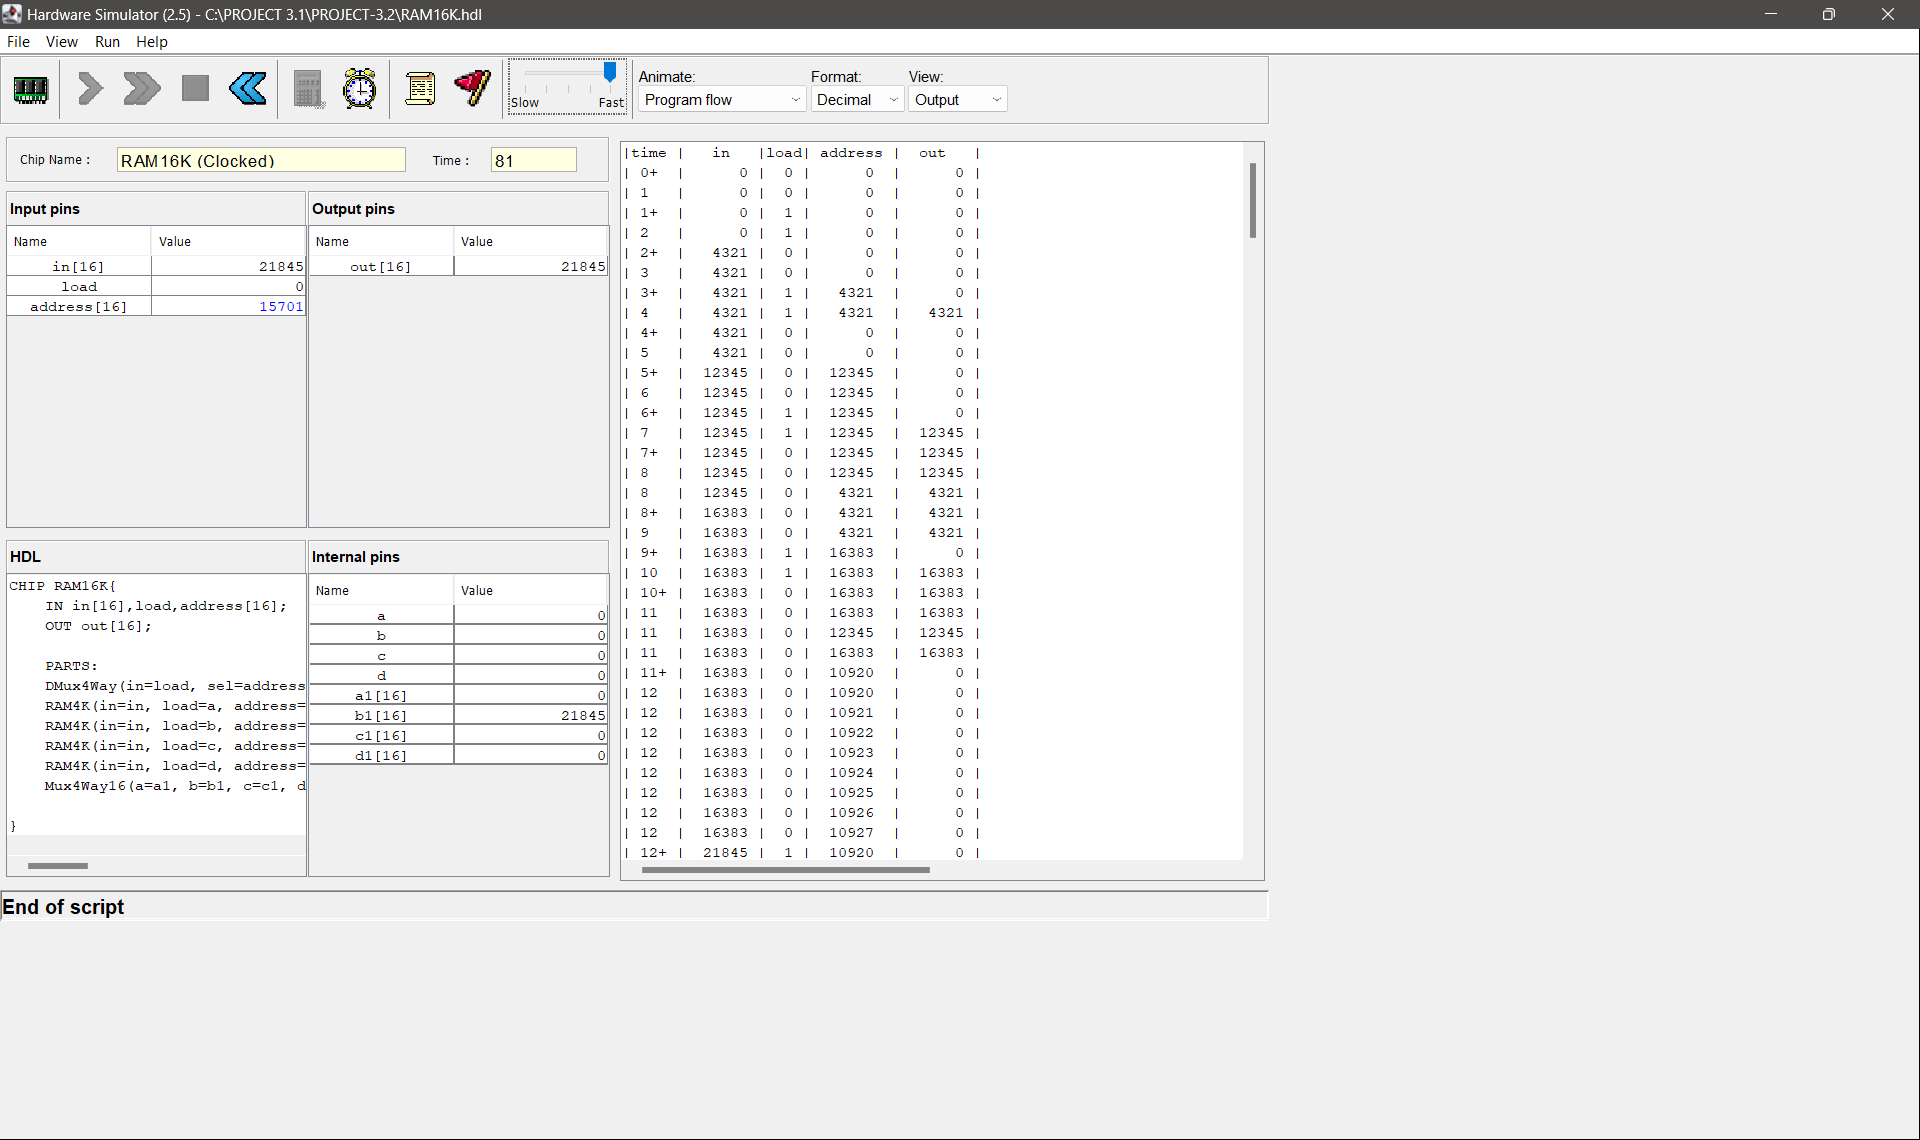 Hardware Simulator (2.5) - C:\PROJECT 3.1\PROJECT-3.2\RAM16K.hdl
File View Run Help
Slow Fast
Animate: Format: View:
Program flow Decimal Output
Chip Name : RAM16K (Clocked) Time : 81
Input pins
Name Value
in[16] 21845
load 0
address[16] 15701
Output pins
Name Value
out[16] 21845
HDL
CHIP RAM16K{
IN in[16],load,address[16];
OUT out[16];
PARTS:
DMux4Way(in=load, sel=address
RAM4K(in=in, load=a, address=
RAM4K(in=in, load=b, address=
RAM4K(in=in, load=c, address=
RAM4K(in=in, load=d, address=
Mux4Way16(a=a1, b=b1, c=c1, d
}
Internal pins
Name Value
a 0
b 0
c 0
d 0
a1[16] 0
b1[16] 21845
c1[16] 0
d1[16] 0
|time | in |load| address | out |
| 0+ | 0 | 0 | 0 | 0 |
| 1 | 0 | 0 | 0 | 0 |
| 1+ | 0 | 1 | 0 | 0 |
| 2 | 0 | 1 | 0 | 0 |
| 2+ | 4321 | 0 | 0 | 0 |
| 3 | 4321 | 0 | 0 | 0 |
| 3+ | 4321 | 1 | 4321 | 0 |
| 4 | 4321 | 1 | 4321 | 4321 |
| 4+ | 4321 | 0 | 0 | 0 |
| 5 | 4321 | 0 | 0 | 0 |
| 5+ | 12345 | 0 | 12345 | 0 |
| 6 | 12345 | 0 | 12345 | 0 |
| 6+ | 12345 | 1 | 12345 | 0 |
| 7 | 12345 | 1 | 12345 | 12345 |
| 7+ | 12345 | 0 | 12345 | 12345 |
| 8 | 12345 | 0 | 12345 | 12345 |
| 8 | 12345 | 0 | 4321 | 4321 |
| 8+ | 16383 | 0 | 4321 | 4321 |
| 9 | 16383 | 0 | 4321 | 4321 |
| 9+ | 16383 | 1 | 16383 | 0 |
| 10 | 16383 | 1 | 16383 | 16383 |
| 10+ | 16383 | 0 | 16383 | 16383 |
| 11 | 16383 | 0 | 16383 | 16383 |
| 11 | 16383 | 0 | 12345 | 12345 |
| 11 | 16383 | 0 | 16383 | 16383 |
| 11+ | 16383 | 0 | 10920 | 0 |
| 12 | 16383 | 0 | 10920 | 0 |
| 12 | 16383 | 0 | 10921 | 0 |
| 12 | 16383 | 0 | 10922 | 0 |
| 12 | 16383 | 0 | 10923 | 0 |
| 12 | 16383 | 0 | 10924 | 0 |
| 12 | 16383 | 0 | 10925 | 0 |
| 12 | 16383 | 0 | 10926 | 0 |
| 12 | 16383 | 0 | 10927 | 0 |
| 12+ | 21845 | 1 | 10920 | 0 |
End of script